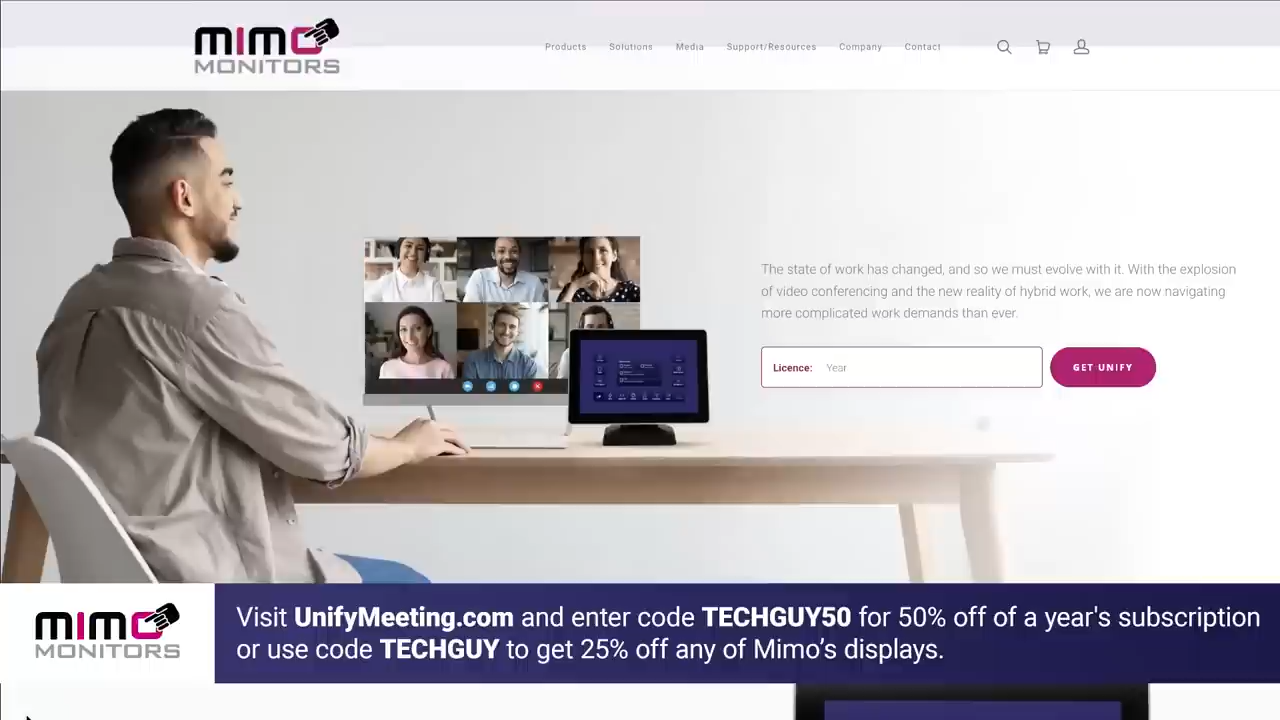 mimo
MONITORS
Products Solutions Media Support/Resources Company Contact
The state of work has changed, and so we must evolve with it. With the explosion
of video conferencing and the new reality of hybrid work, we are now navigating
more complicated work demands than ever.
Licence: Year GET UNIFY
mimo
MONITORS
Visit UnifyMeeting.com and enter code TECHGUY50 for 50% off of a year's subscription
or use code TECHGUY to get 25% off any of Mimo’s displays.